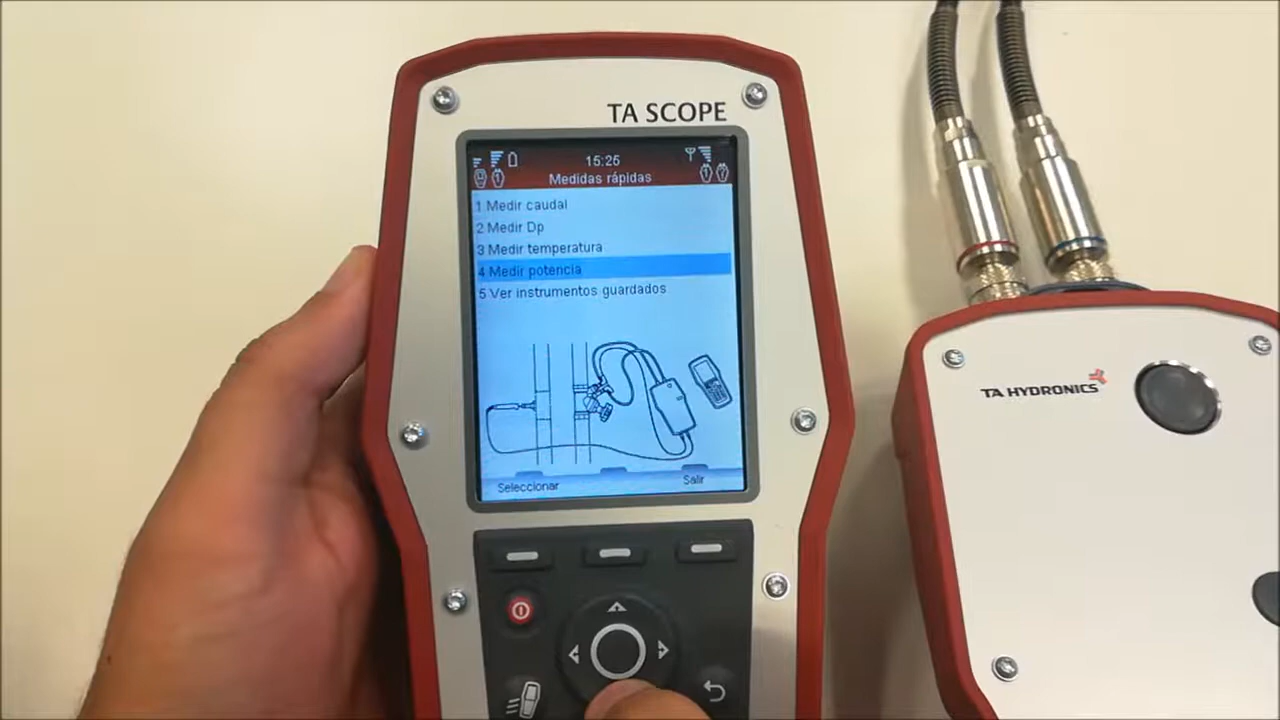 TA SCOPE
15:25
Medidas rápidas
1 Medir caudal
2 Medir Dp
3 Medir temperatura
4 Medir potencia
5 Ver instrumentos guardados
Seleccionar
Salir
TA HYDRONICS